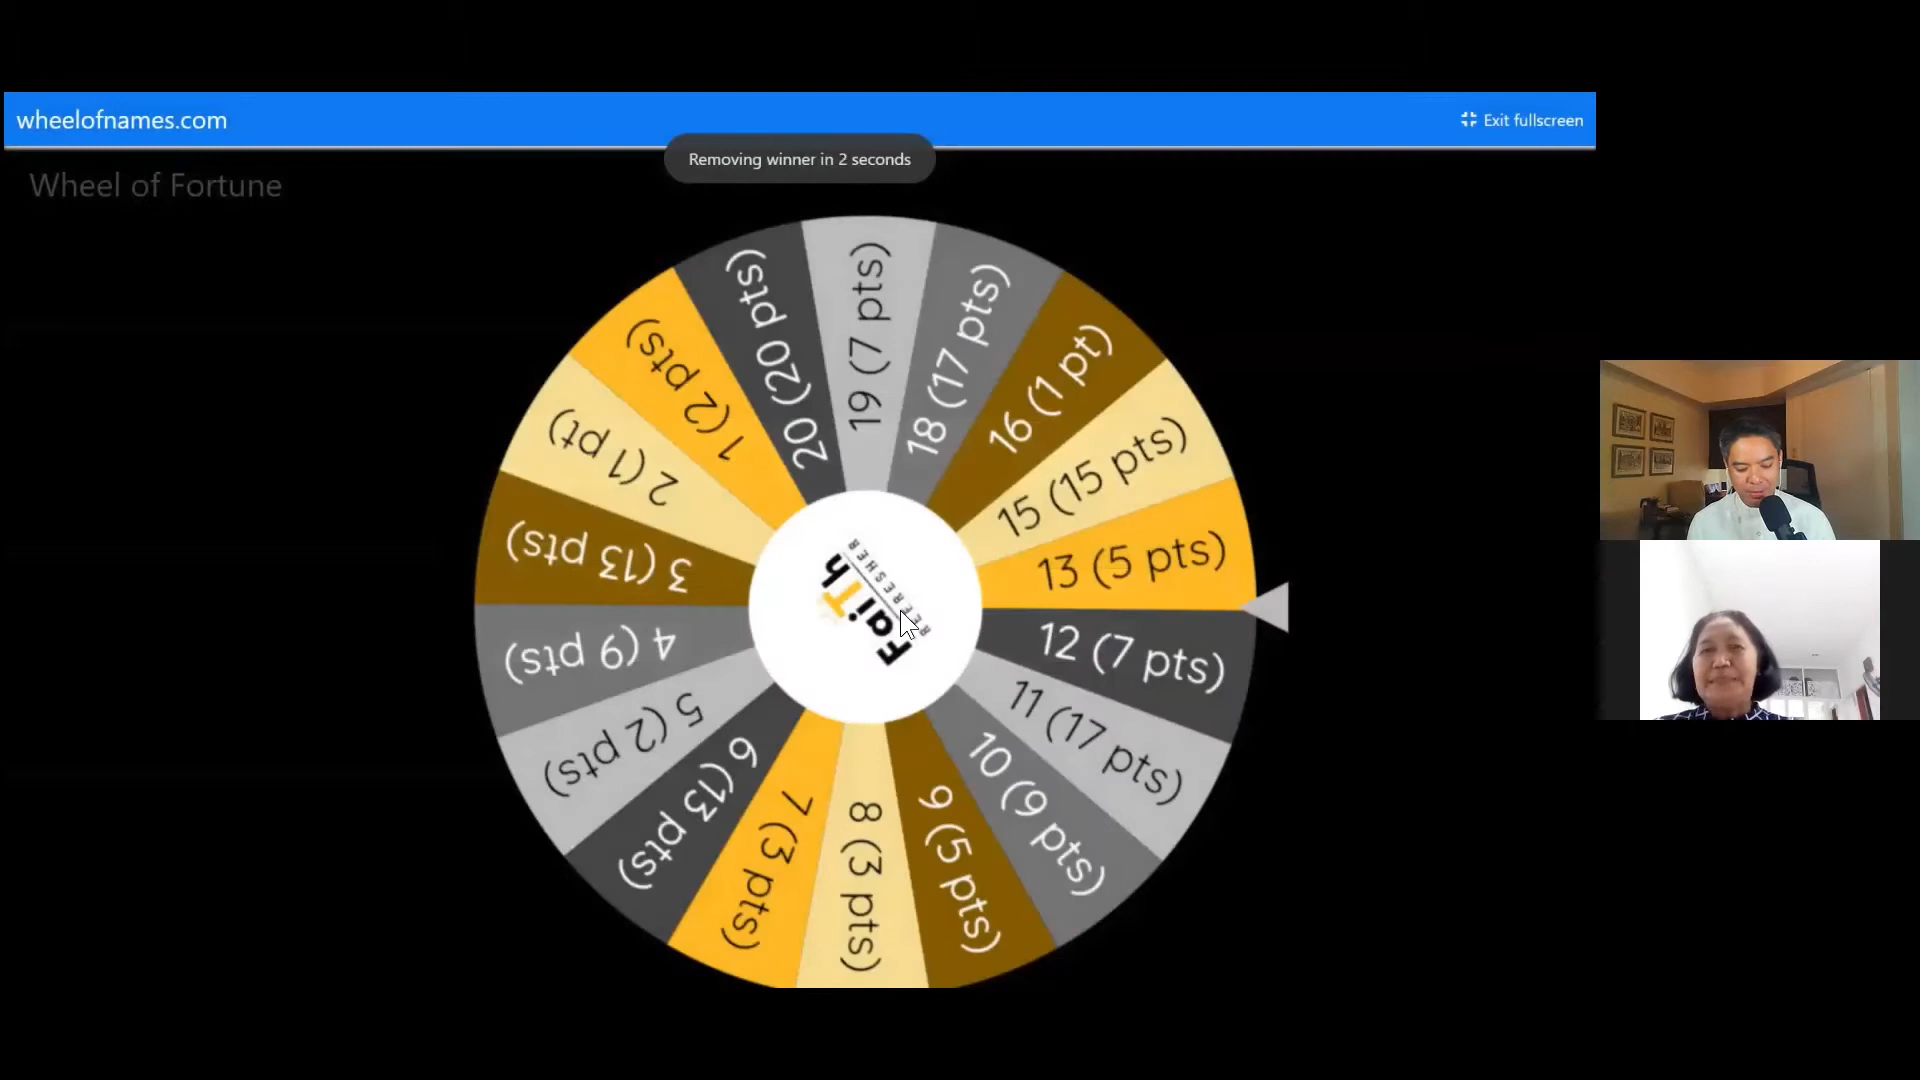 wheelofnames.com
Exit fullscreen
Removing winner in 2 seconds
Wheel of Fortune
19 (7 pts)
18 (17 pts)
16 (1 pt)
15 (15 pts)
13 (5 pts)
12 (7 pts)
11 (17 pts)
10 (9 pts)
9 (5 pts)
8 (3 pts)
7 (3 pts)
6 (13 pts)
5 (2 pts)
4 (9 pts)
3 (13 pts)
2 (1 pt)
1 (2 pts)
20 (20 pts)
FaiTh
REFRESHER